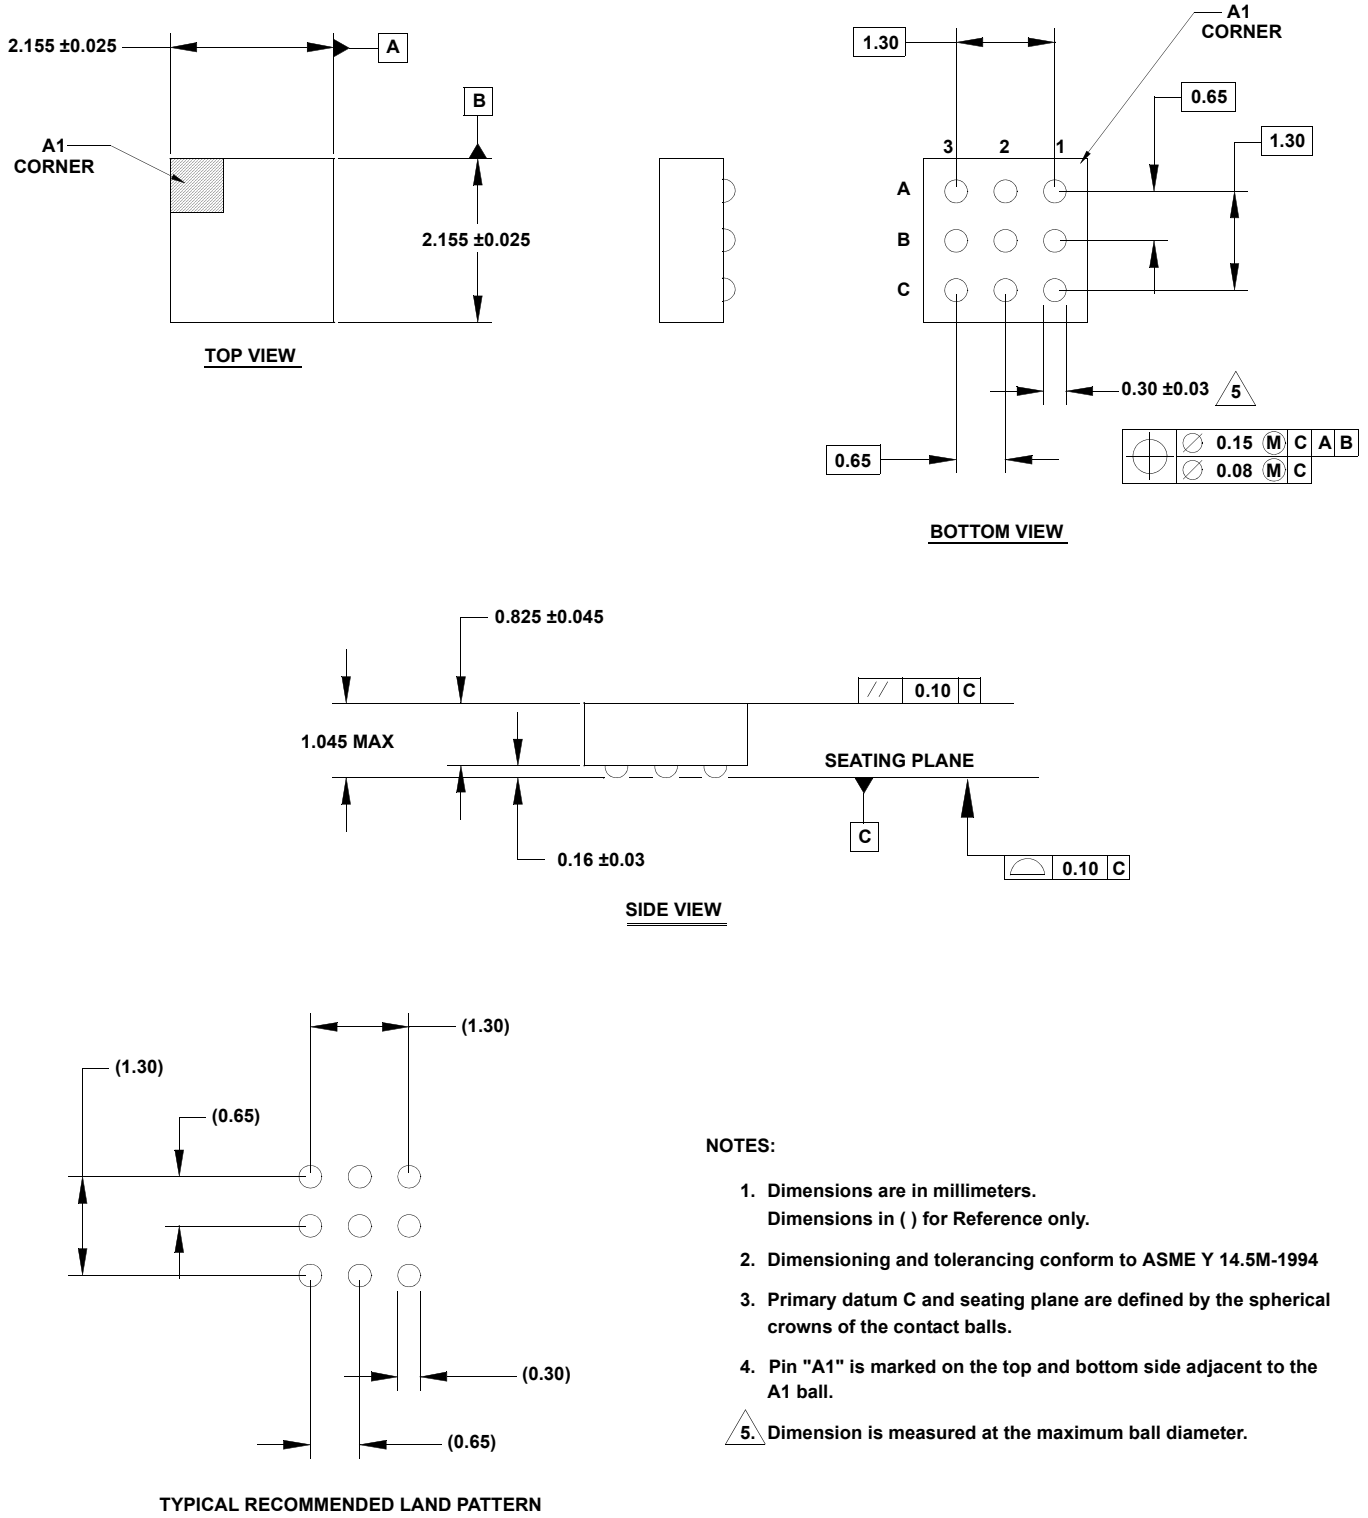 2.155 ±0.025
A
B
A1
CORNER
2.155 ±0.025
TOP VIEW
A1
CORNER
1.30
0.65
1.30
3 2 1
A
B
C
0.30 ±0.03 5
0.65
⌀ 0.15 Ⓜ C A B
⌀ 0.08 Ⓜ C
BOTTOM VIEW
0.825 ±0.045
// 0.10 C
1.045 MAX
SEATING PLANE
C
0.16 ±0.03
0.10 C
SIDE VIEW
(1.30)
(1.30)
(0.65)
(0.30)
(0.65)
TYPICAL RECOMMENDED LAND PATTERN
NOTES:
1. Dimensions are in millimeters.
Dimensions in ( ) for Reference only.
2. Dimensioning and tolerancing conform to ASME Y 14.5M-1994
3. Primary datum C and seating plane are defined by the spherical
crowns of the contact balls.
4. Pin "A1" is marked on the top and bottom side adjacent to the
A1 ball.
5. Dimension is measured at the maximum ball diameter.